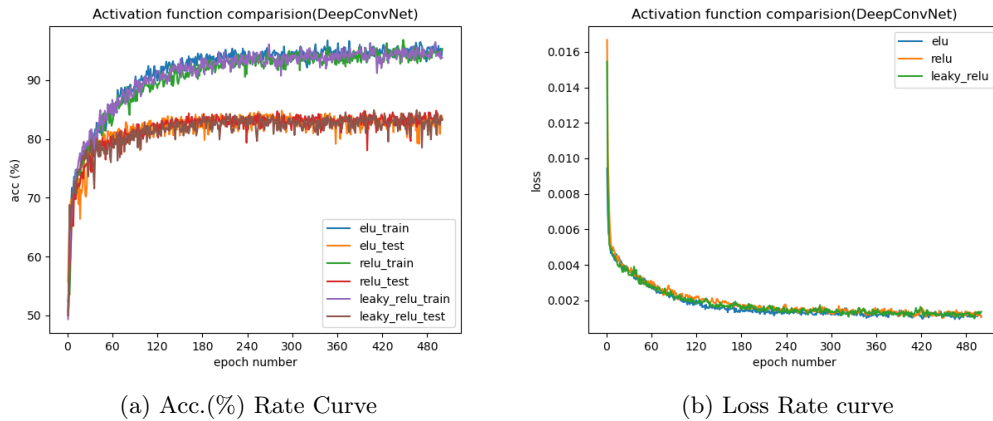 Activation function comparision(DeepConvNet)
90
80
70
60
50
acc (%)
elu_train
elu_test
relu_train
relu_test
leaky_relu_train
leaky_relu_test
0 60 120 180 240 300 360 420 480
epoch number
(a) Acc.(%) Rate Curve
Activation function comparision(DeepConvNet)
0.016
0.014
0.012
0.010
0.008
0.006
0.004
0.002
loss
elu
relu
leaky_relu
0 60 120 180 240 300 360 420 480
epoch number
(b) Loss Rate curve